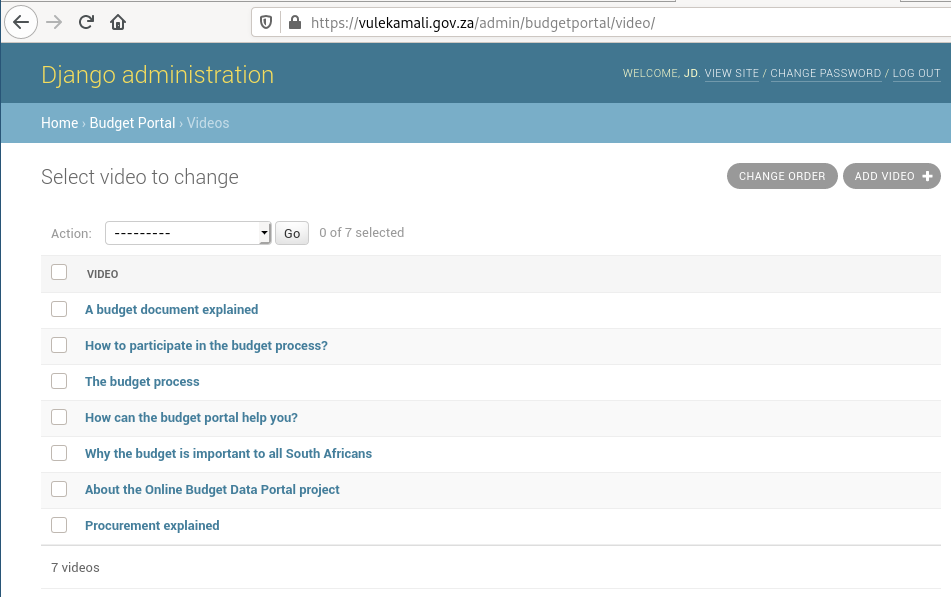 https://vulekamali.gov.za/admin/budgetportal/video/
Django administration
WELCOME, JD. VIEW SITE / CHANGE PASSWORD / LOG OUT
Home › Budget Portal › Videos
Select video to change
CHANGE ORDER
ADD VIDEO +
Action: --------- Go 0 of 7 selected
VIDEO
A budget document explained
How to participate in the budget process?
The budget process
How can the budget portal help you?
Why the budget is important to all South Africans
About the Online Budget Data Portal project
Procurement explained
7 videos